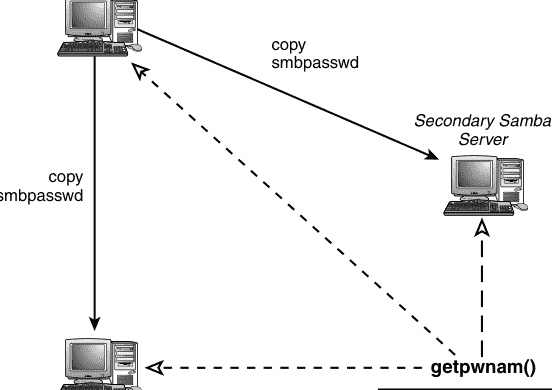 copy
smbpasswd
Secondary Samba
Server
copy
smbpasswd
getpwnam()